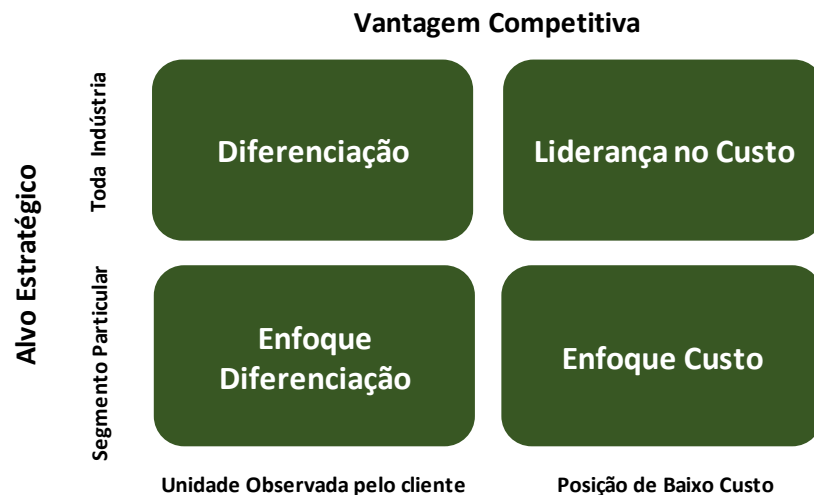 Vantagem Competitiva
Alvo Estratégico
Toda Indústria
Diferenciação
Liderança no Custo
Segmento Particular
Enfoque
Diferenciação
Enfoque Custo
Unidade Observada pelo cliente
Posição de Baixo Custo